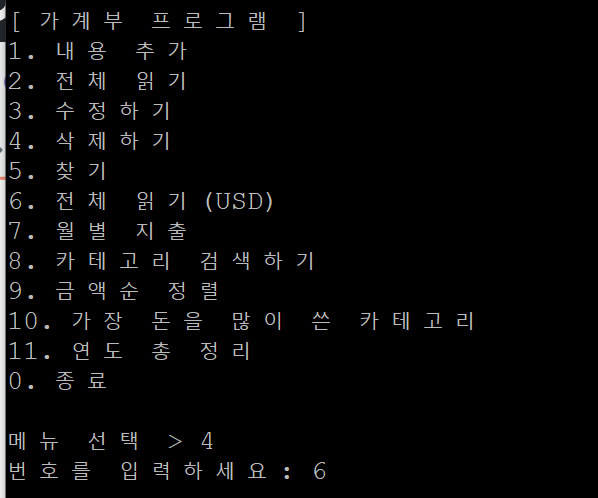 [ 가계부 프로그램 ]
1. 내용 추가
2. 전체 읽기
3. 수정하기
4. 삭제하기
5. 찾기
6. 전체 읽기 (USD)
7. 월별 지출
8. 카테고리 검색하기
9. 금액순 정렬
10. 가장 돈을 많이 쓴 카테고리
11. 연도 총 정리
0. 종료
메뉴 선택 > 4
번호를 입력하세요: 6